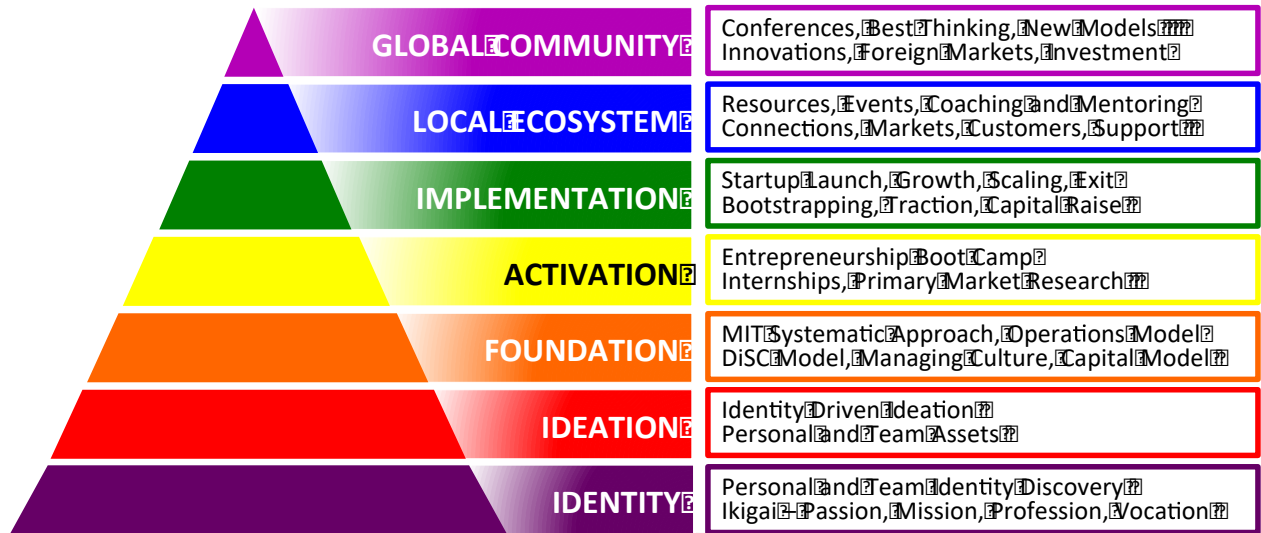 GLOBAL COMMUNITY
Conferences, Best Thinking, New Models
Innovations, Foreign Markets, Investment
LOCAL ECOSYSTEM
Resources, Events, Coaching and Mentoring
Connections, Markets, Customers, Support
IMPLEMENTATION
Startup Launch, Growth, Scaling, Exit
Bootstrapping, Traction, Capital Raise
ACTIVATION
Entrepreneurship Boot Camp
Internships, Primary Market Research
FOUNDATION
MIT Systematic Approach, Operations Model
DiSC Model, Managing Culture, Capital Model
IDEATION
Identity Driven Ideation
Personal and Team Assets
IDENTITY
Personal and Team Identity Discovery
Ikigai – Passion, Mission, Profession, Vocation